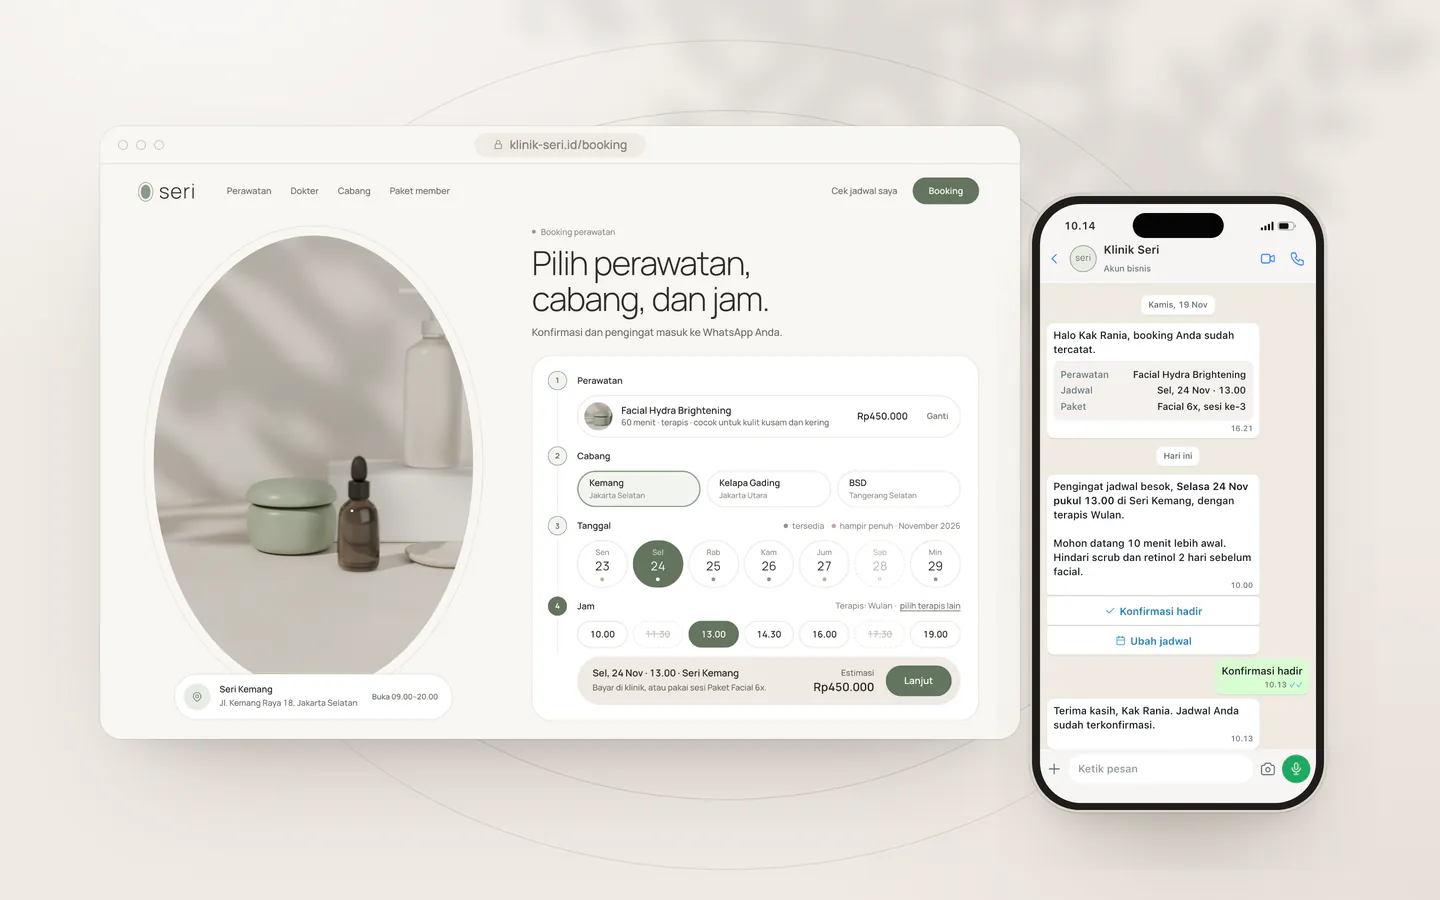 klinik-seri.id/booking
seri
Perawatan
Dokter
Cabang
Paket member
Cek jadwal saya
Booking
Booking perawatan
Pilih perawatan,
cabang, dan jam.
Konfirmasi dan pengingat masuk ke WhatsApp Anda.
1
Perawatan
Facial Hydra Brightening
60 menit · terapis · cocok untuk kulit kusam dan kering
Rp450.000
Ganti
2
Cabang
Kemang
Jakarta Selatan
Kelapa Gading
Jakarta Utara
BSD
Tangerang Selatan
3
Tanggal
tersedia
hampir penuh · November 2026
Sen
23
Sel
24
Rab
25
Kam
26
Jum
27
Sab
28
Min
29
4
Jam
Terapis: Wulan · pilih terapis lain
10.00
11.30
13.00
14.30
16.00
17.30
19.00
Sel, 24 Nov · 13.00 · Seri Kemang
Bayar di klinik, atau pakai sesi Paket Facial 6x.
Estimasi
Rp450.000
Lanjut
Seri Kemang
Jl. Kemang Raya 18, Jakarta Selatan
Buka 09.00–20.00
10.14
seri
Klinik Seri
Akun bisnis
Kamis, 19 Nov
Halo Kak Rania, booking Anda sudah
tercatat.
Perawatan Facial Hydra Brightening
Jadwal Sel, 24 Nov · 13.00
Paket Facial 6x, sesi ke-3
16.21
Hari ini
Pengingat jadwal besok, Selasa 24 Nov
pukul 13.00 di Seri Kemang, dengan
terapis Wulan.
Mohon datang 10 menit lebih awal.
Hindari scrub dan retinol 2 hari sebelum
facial.
10.00
Konfirmasi hadir
Ubah jadwal
Konfirmasi hadir
10.13
Terima kasih, Kak Rania. Jadwal Anda
sudah terkonfirmasi.
10.13
Ketik pesan